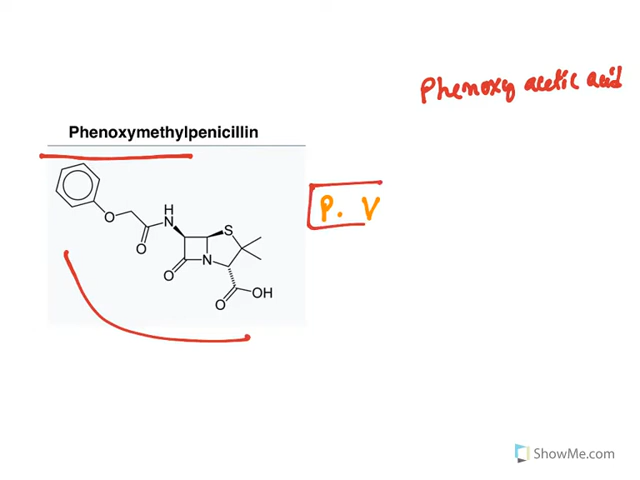 Phenoxy acetic acid
Phenoxymethylpenicillin
P. V
H
N
S
O
O
O
N
OH
O
ShowMe.com